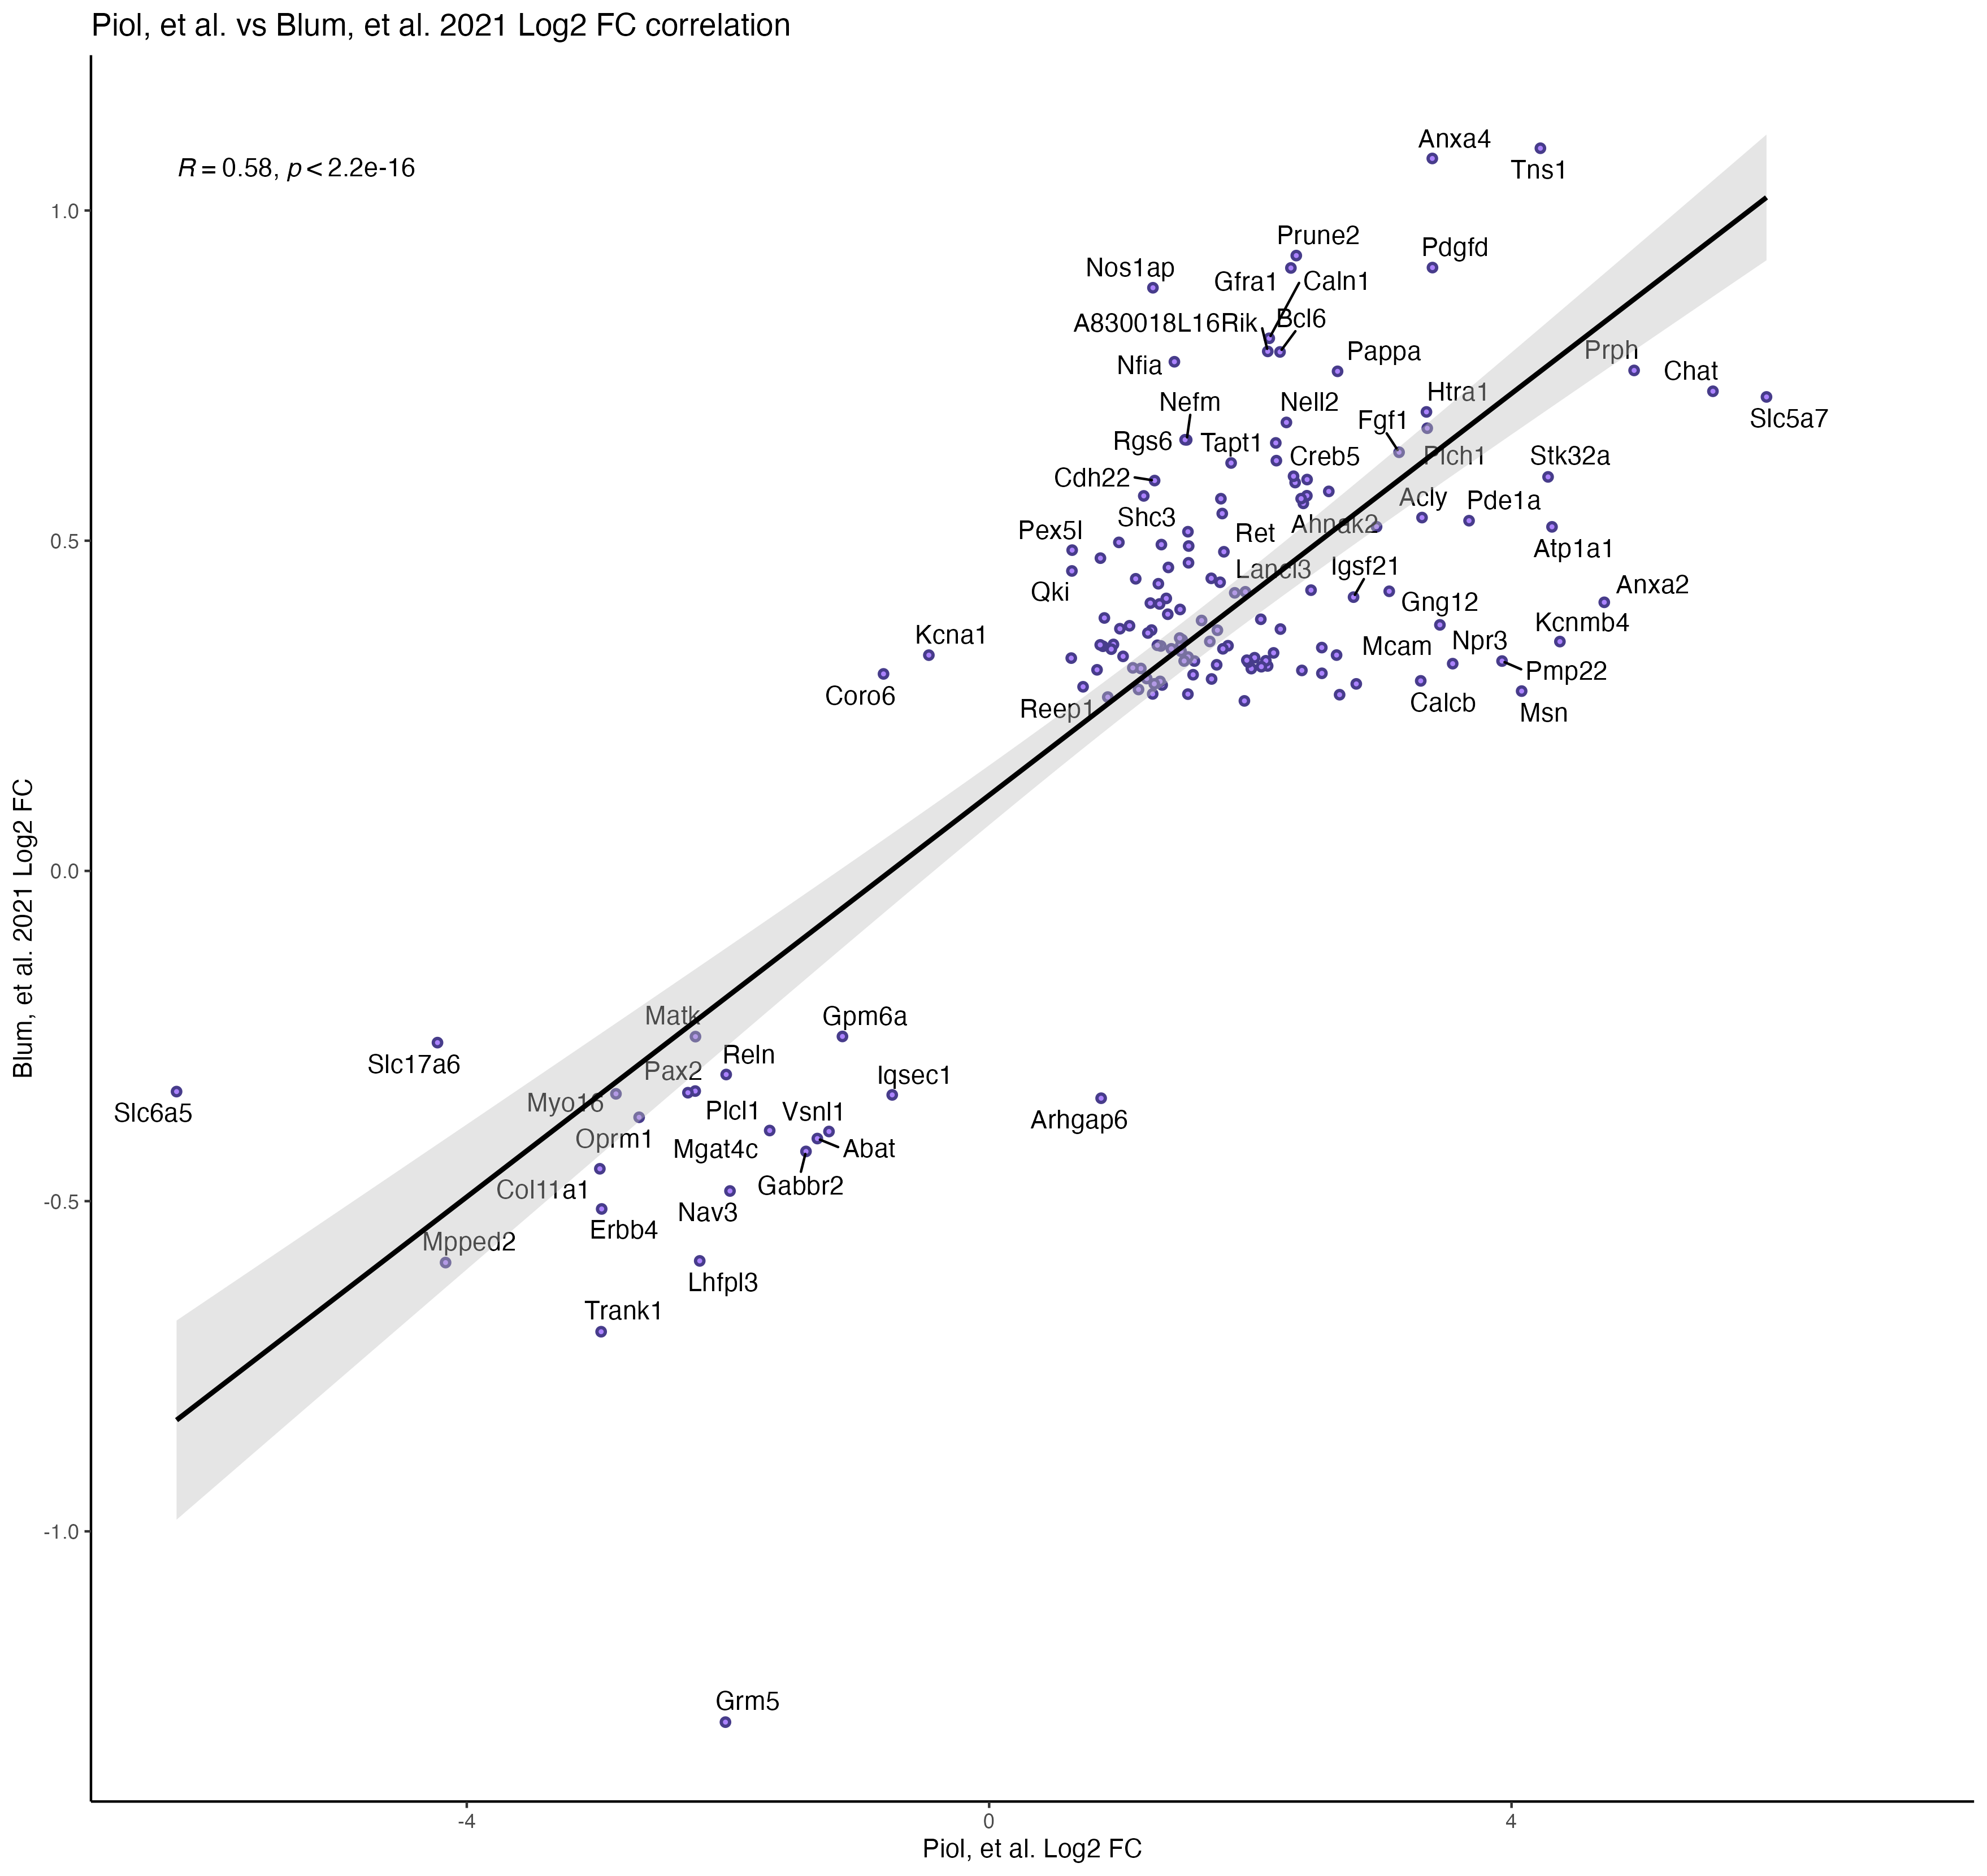 Piol, et al. vs Blum, et al. 2021 Log2 FC correlation
R = 0.58, p < 2.2e-16
Anxa4
Tns1
Prune2
Pdgfd
Nos1ap
Gfra1
Caln1
A830018L16Rik
Bcl6
Pappa
Prph
Nfia
Chat
Htra1
Nefm
Nell2
Fgf1
Slc5a7
Rgs6
Tapt1
Creb5
Plch1
Stk32a
Cdh22
Acly
Pde1a
Shc3
Ahnak2
Pex5l
Ret
Atp1a1
Lancl3
Igsf21
Anxa2
Qki
Gng12
Kcnmb4
Kcna1
Mcam
Npr3
Pmp22
Coro6
Calcb
Reep1
Msn
Matk
Gpm6a
Reln
Slc17a6
Pax2
Iqsec1
Myo16
Plcl1
Vsnl1
Slc6a5
Arhgap6
Oprm1
Mgat4c
Abat
Col11a1
Gabbr2
Nav3
Erbb4
Mpped2
Lhfpl3
Trank1
Grm5
1.0
0.5
0.0
-0.5
-1.0
Blum, et al. 2021 Log2 FC
-4
0
4
Piol, et al. Log2 FC